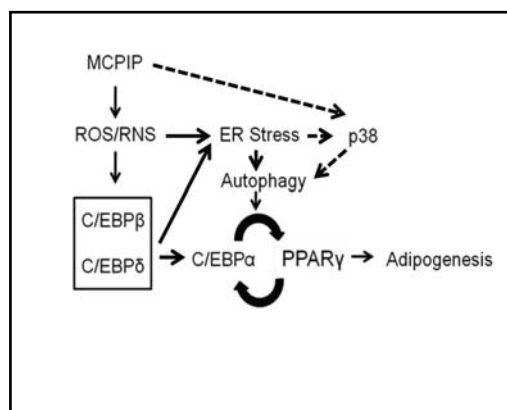 MCPIP
ROS/RNS ER Stress p38
Autophagy
C/EBPβ
C/EBPδ C/EBPα PPARγ Adipogenesis